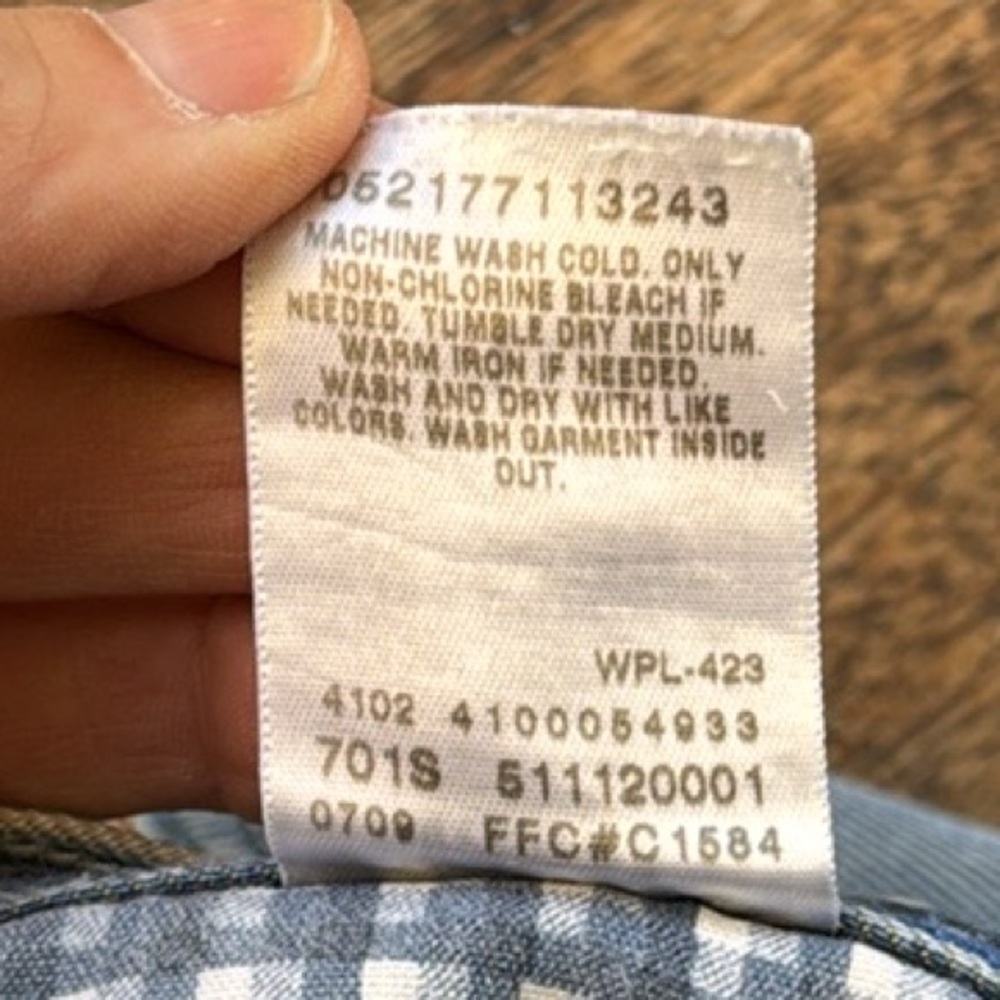 052177113243
MACHINE WASH COLD. ONLY
NON-CHLORINE BLEACH IF
NEEDED. TUMBLE DRY MEDIUM.
WARM IRON IF NEEDED.
WASH AND DRY WITH LIKE
COLORS. WASH GARMENT INSIDE
OUT.
WPL-423
4102 4100054933
701S 511120001
0709 FFC#C1584